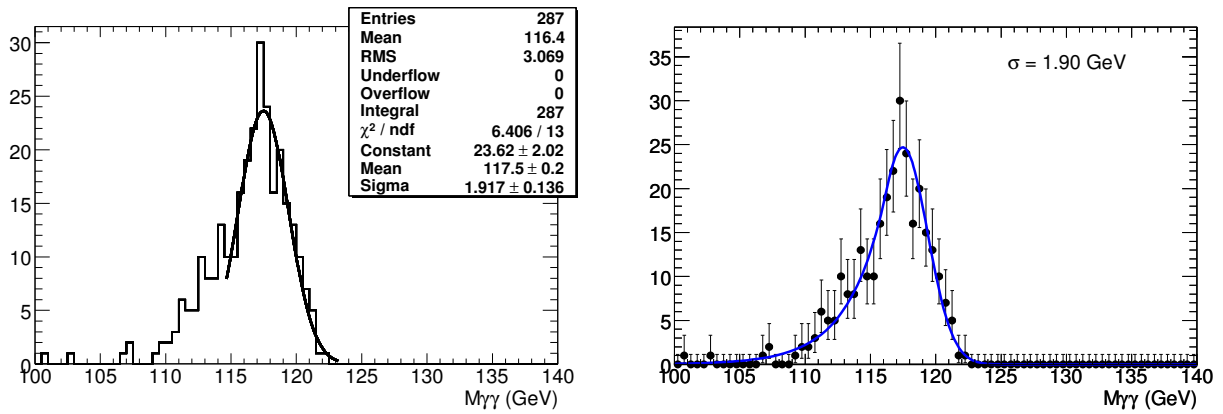 Entries 287
Mean 116.4
RMS 3.069
Underflow 0
Overflow 0
Integral 287
χ² / ndf 6.406 / 13
Constant 23.62 ± 2.02
Mean 117.5 ± 0.2
Sigma 1.917 ± 0.136
30
25
20
15
10
5
0
100 105 110 115 120 125 130 135 140
Mγγ (GeV)
σ = 1.90 GeV
35
30
25
20
15
10
5
0
100 105 110 115 120 125 130 135 140
Mγγ (GeV)